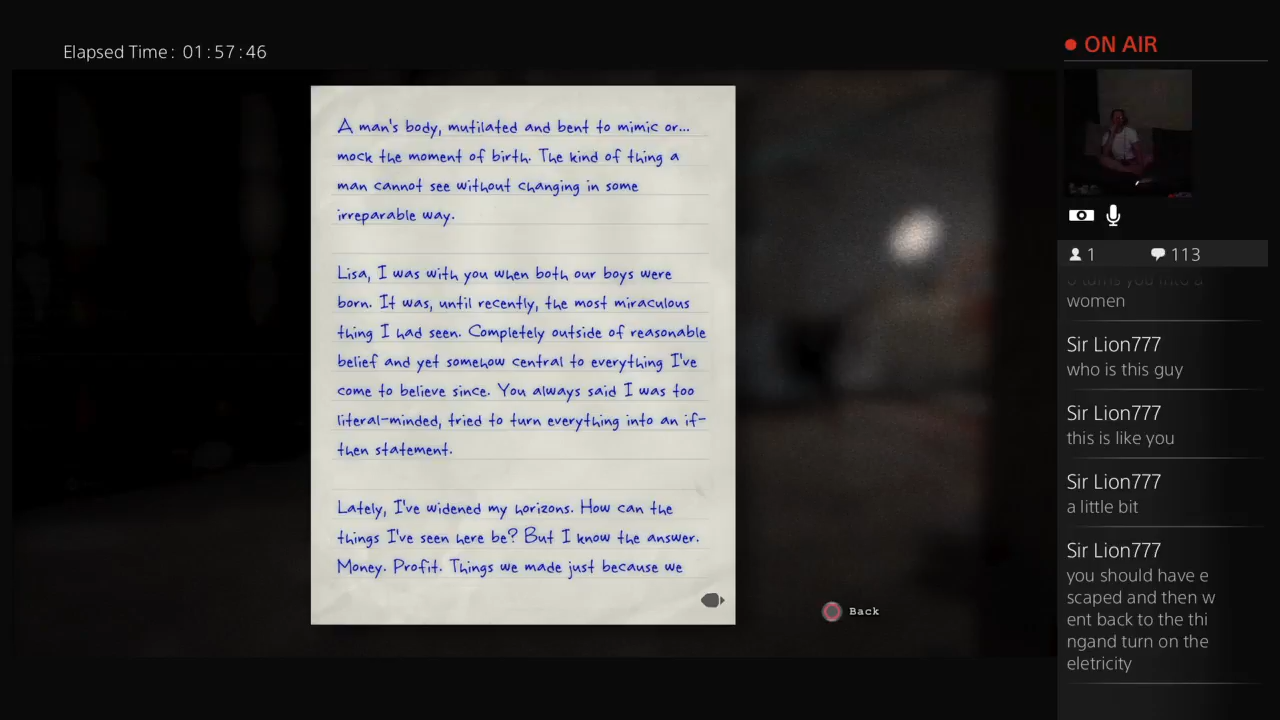 Elapsed Time: 01:57:46
ON AIR
A man's body, mutilated and bent to mimic or...
mock the moment of birth. The kind of thing a
man cannot see without changing in some
irreparable way.
Lisa, I was with you when both our boys were
born. It was, until recently, the most miraculous
thing I had seen. Completely outside of reasonable
belief and yet somehow central to everything I've
come to believe since. You always said I was too
literal-minded, tried to turn everything into an if-
then statement.
Lately, I've widened my horizons. How can the
things I've seen here be? But I know the answer.
Money. Profit. Things we made just because we
Back
1
113
turns you into a
women
Sir Lion777
who is this guy
Sir Lion777
this is like you
Sir Lion777
a little bit
Sir Lion777
you should have e
scaped and then w
ent back to the thi
ngand turn on the
eletricity